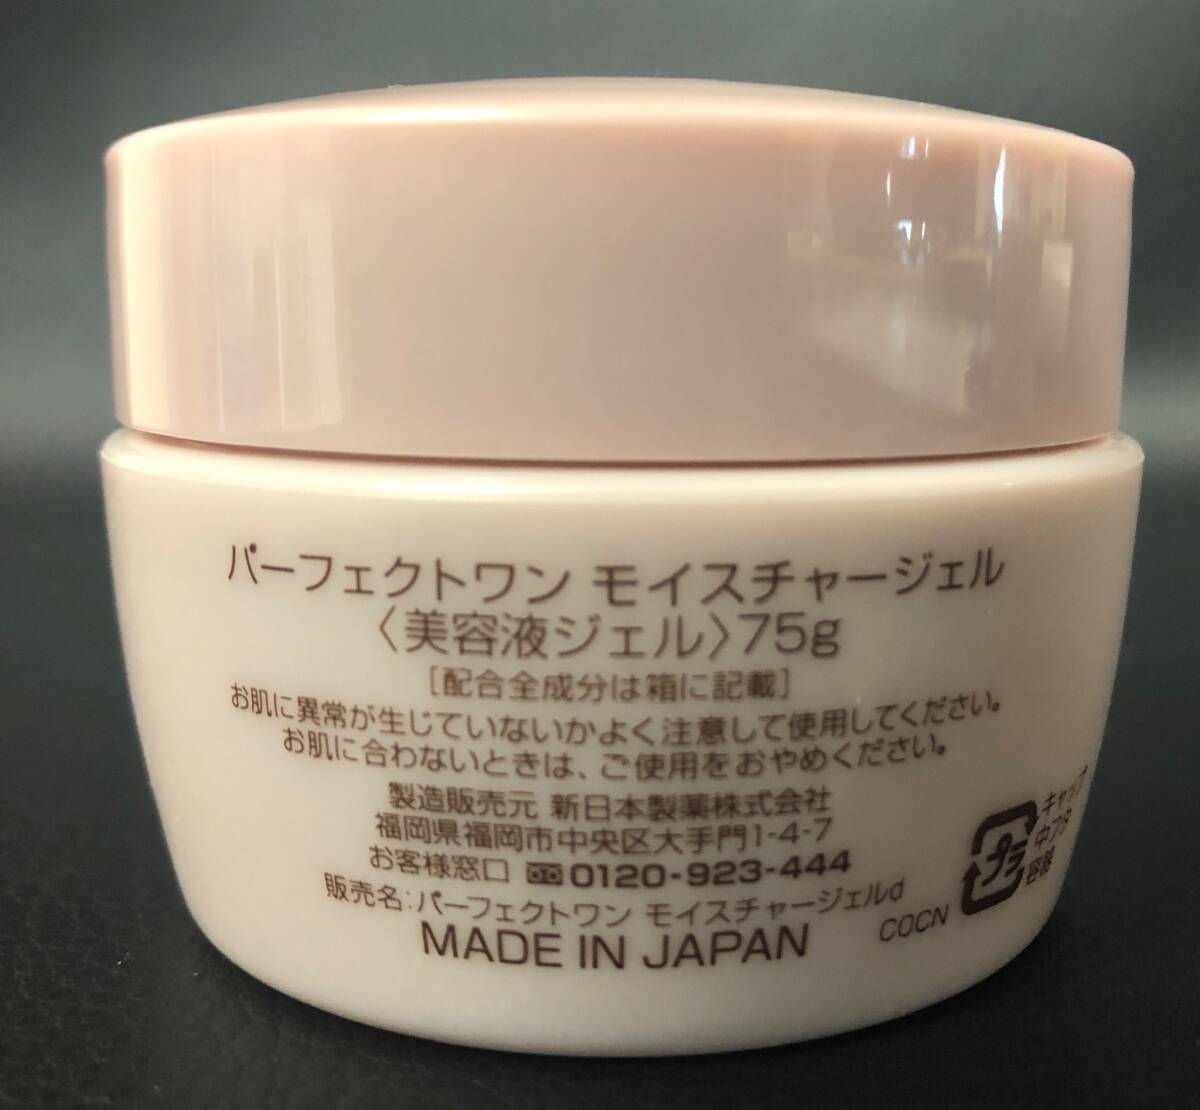 パーフェクトワン モイスチャージェル
〈美容液ジェル〉75g
［配合全成分は箱に記載］
お肌に異常が生じていないかよく注意して使用してください。
お肌に合わないときは、ご使用をおやめください。
製造販売元 新日本製薬株式会社
福岡県福岡市中央区大手門1-4-7
お客様窓口 0120-923-444
販売名：パーフェクトワン モイスチャージェルd
MADE IN JAPAN
COCN
プラ
キャップ
中フタ
容器